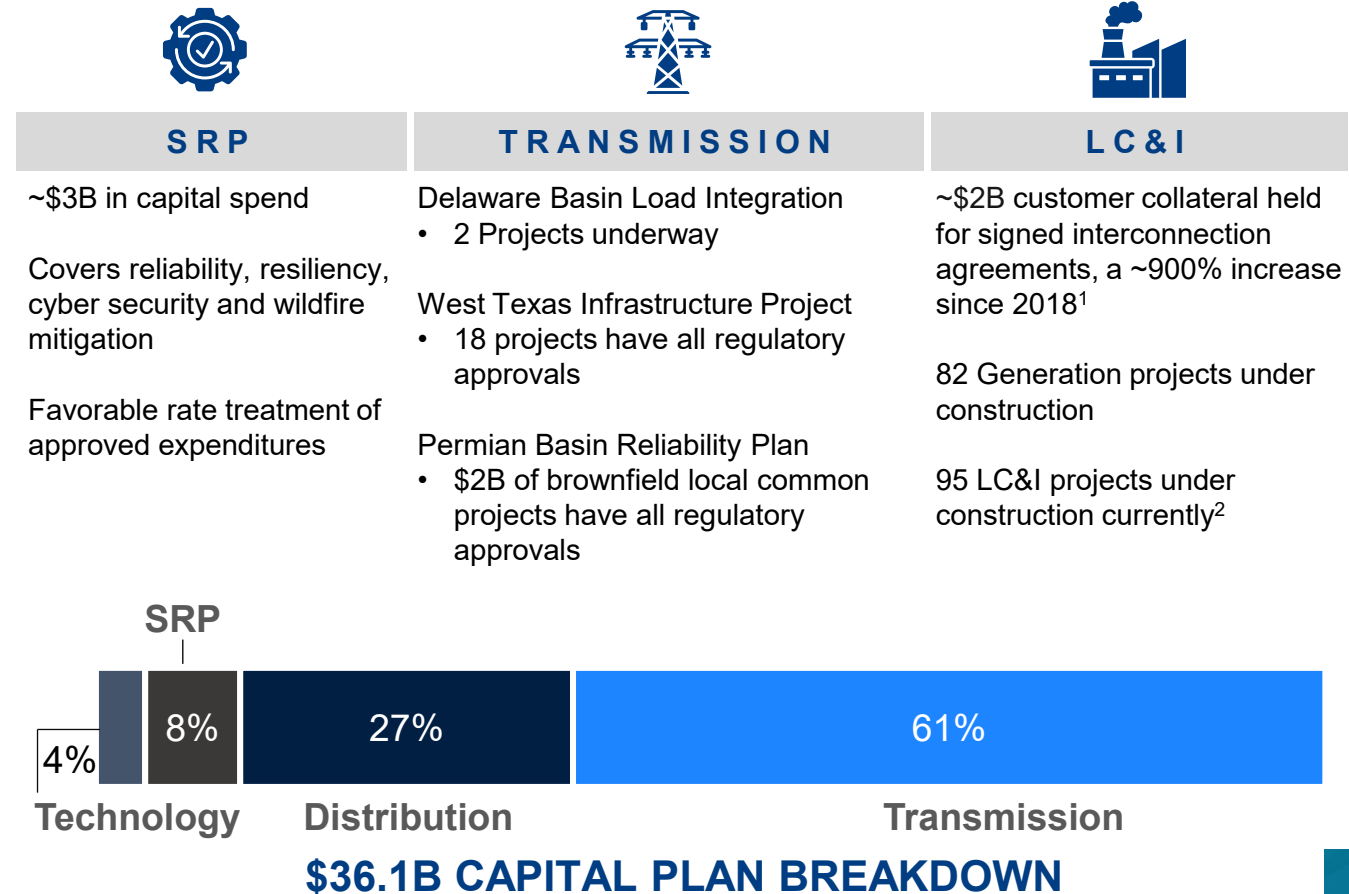 SRP
~$3B in capital spend
Covers reliability, resiliency,
cyber security and wildfire
mitigation
Favorable rate treatment of
approved expenditures
TRANSMISSION
Delaware Basin Load Integration
• 2 Projects underway
West Texas Infrastructure Project
• 18 projects have all regulatory
approvals
Permian Basin Reliability Plan
• $2B of brownfield local common
projects have all regulatory
approvals
LC&I
~$2B customer collateral held
for signed interconnection
agreements, a ~900% increase
since 2018¹
82 Generation projects under
construction
95 LC&I projects under
construction currently²
SRP
4%
8%
27%
61%
Technology
Distribution
Transmission
$36.1B CAPITAL PLAN BREAKDOWN